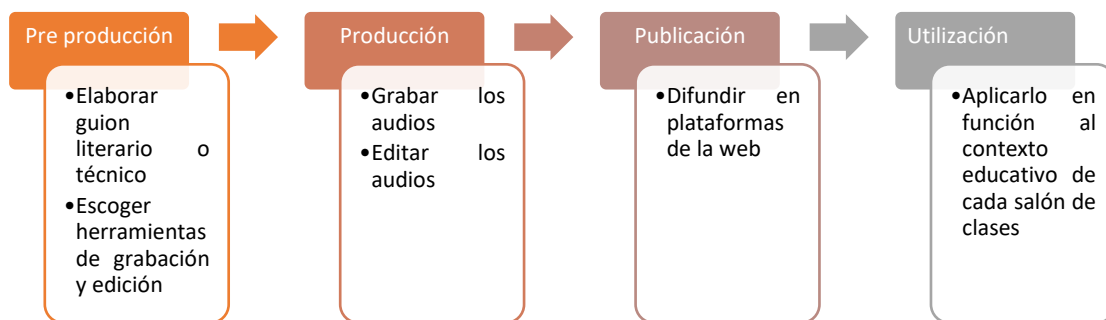 Pre producción
•Elaborar
guion
literario o
técnico
•Escoger
herramientas
de grabación
y edición
Producción
•Grabar los
audios
•Editar los
audios
Publicación
•Difundir en
plataformas
de la web
Utilización
•Aplicarlo en
función al
contexto
educativo de
cada salón de
clases